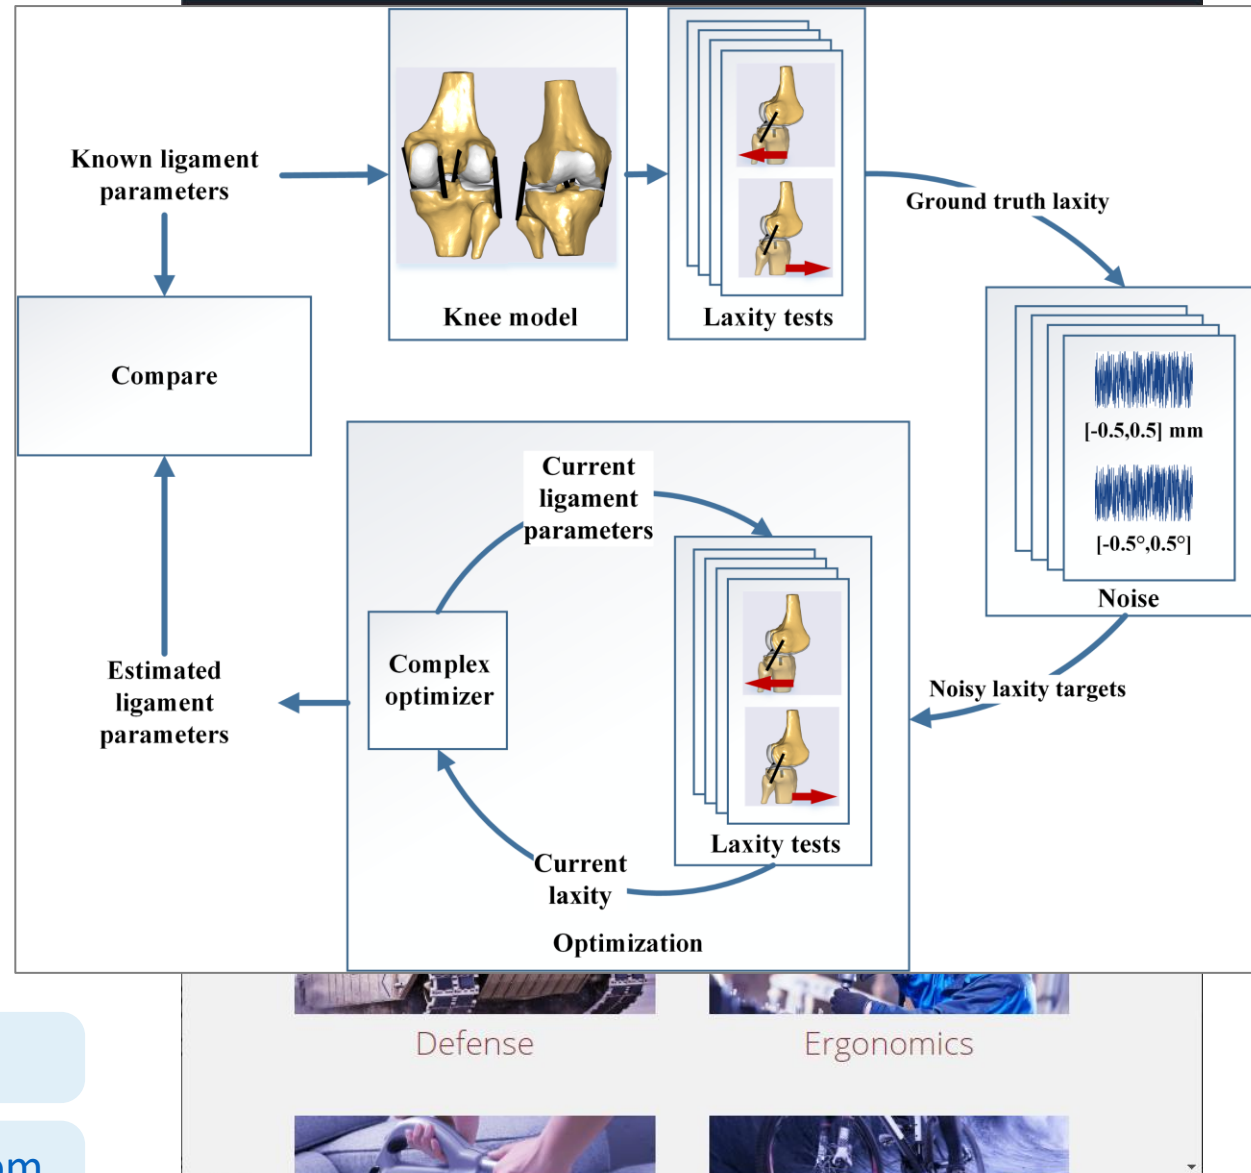 Known ligament
parameters
Knee model
Laxity tests
Ground truth laxity
Compare
[-0.5,0.5] mm
[-0.5°,0.5°]
Noise
Noisy laxity targets
Current
ligament
parameters
Complex
optimizer
Laxity tests
Current
laxity
Optimization
Estimated
ligament
parameters
Defense
Ergonomics